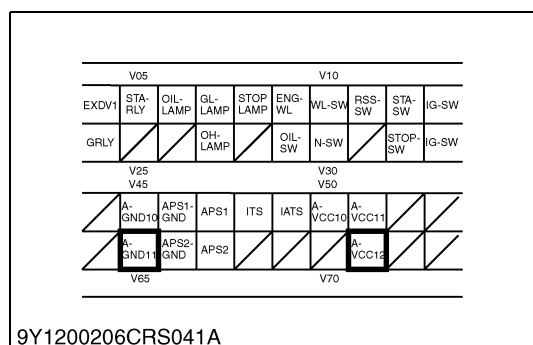 V05 V10
EXDV1 STA-RLY OIL-LAMP GL-LAMP STOP LAMP ENG-WL WL-SW RSS-SW STA-SW IG-SW
GRLY OH-LAMP OIL-SW N-SW STOP-SW IG-SW
V25 V30
V45 V50
A-GND10 APS1-GND APS1 ITS IATS A-VCC10 A-VCC11
A-GND11 APS2-GND APS2 A-VCC12
V65 V70
9Y1200206CRS041A